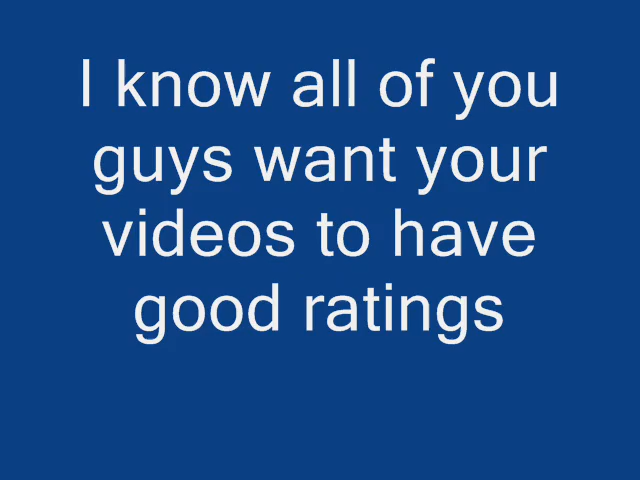 I know all of you
guys want your
videos to have
good ratings